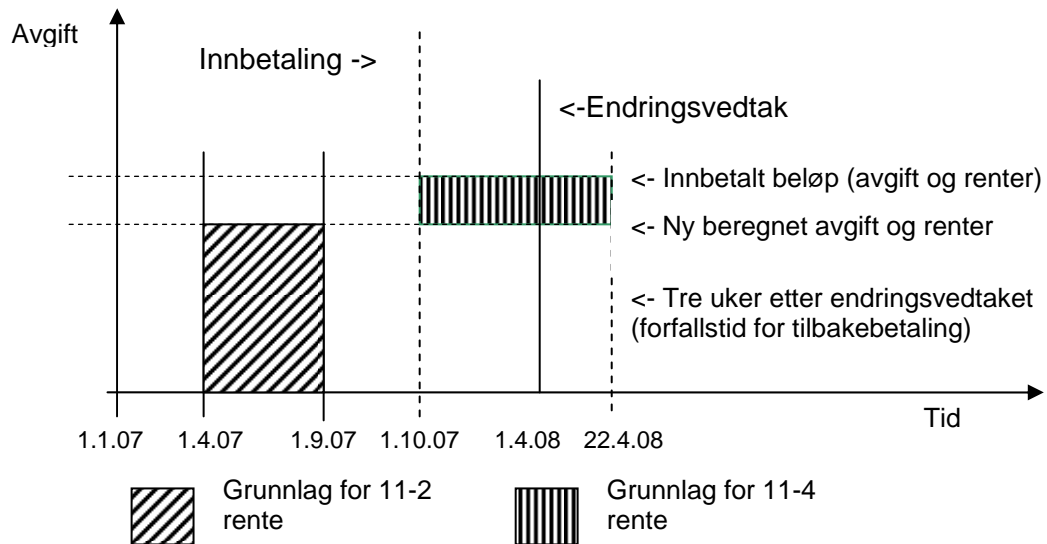 Avgift
Innbetaling ->
<-Endringsvedtak
<- Innbetalt beløp (avgift og renter)
<- Ny beregnet avgift og renter
<- Tre uker etter endringsvedtaket
(forfallstid for tilbakebetaling)
Tid
1.1.07 1.4.07 1.9.07 1.10.07 1.4.08 22.4.08
Grunnlag for 11-2
rente
Grunnlag for 11-4
rente